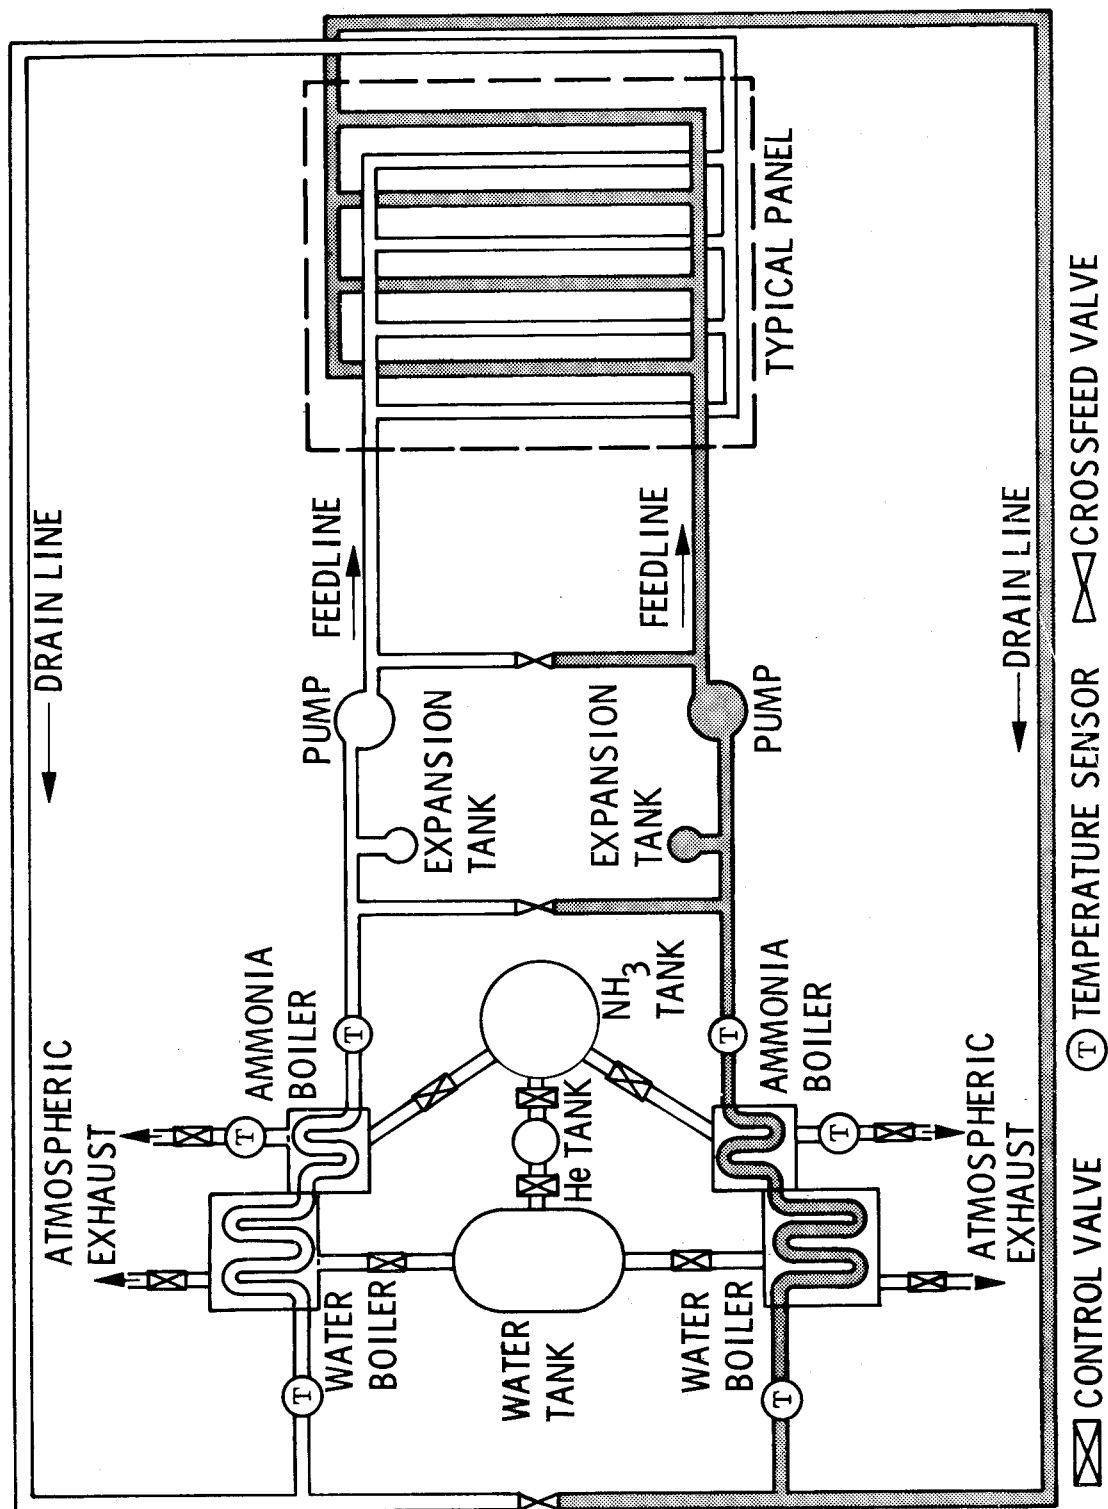 DRAIN LINE
FEEDLINE
PUMP
EXPANSION
TANK
AMMONIA
BOILER
T
T
T
ATMOSPHERIC
EXHAUST
WATER
BOILER
NH3
TANK
He TANK
WATER
TANK
TYPICAL PANEL
FEEDLINE
PUMP
EXPANSION
TANK
AMMONIA
BOILER
T
T
T
WATER
BOILER
ATMOSPHERIC
EXHAUST
DRAIN LINE
CONTROL VALVE
T TEMPERATURE SENSOR
CROSSFEED VALVE